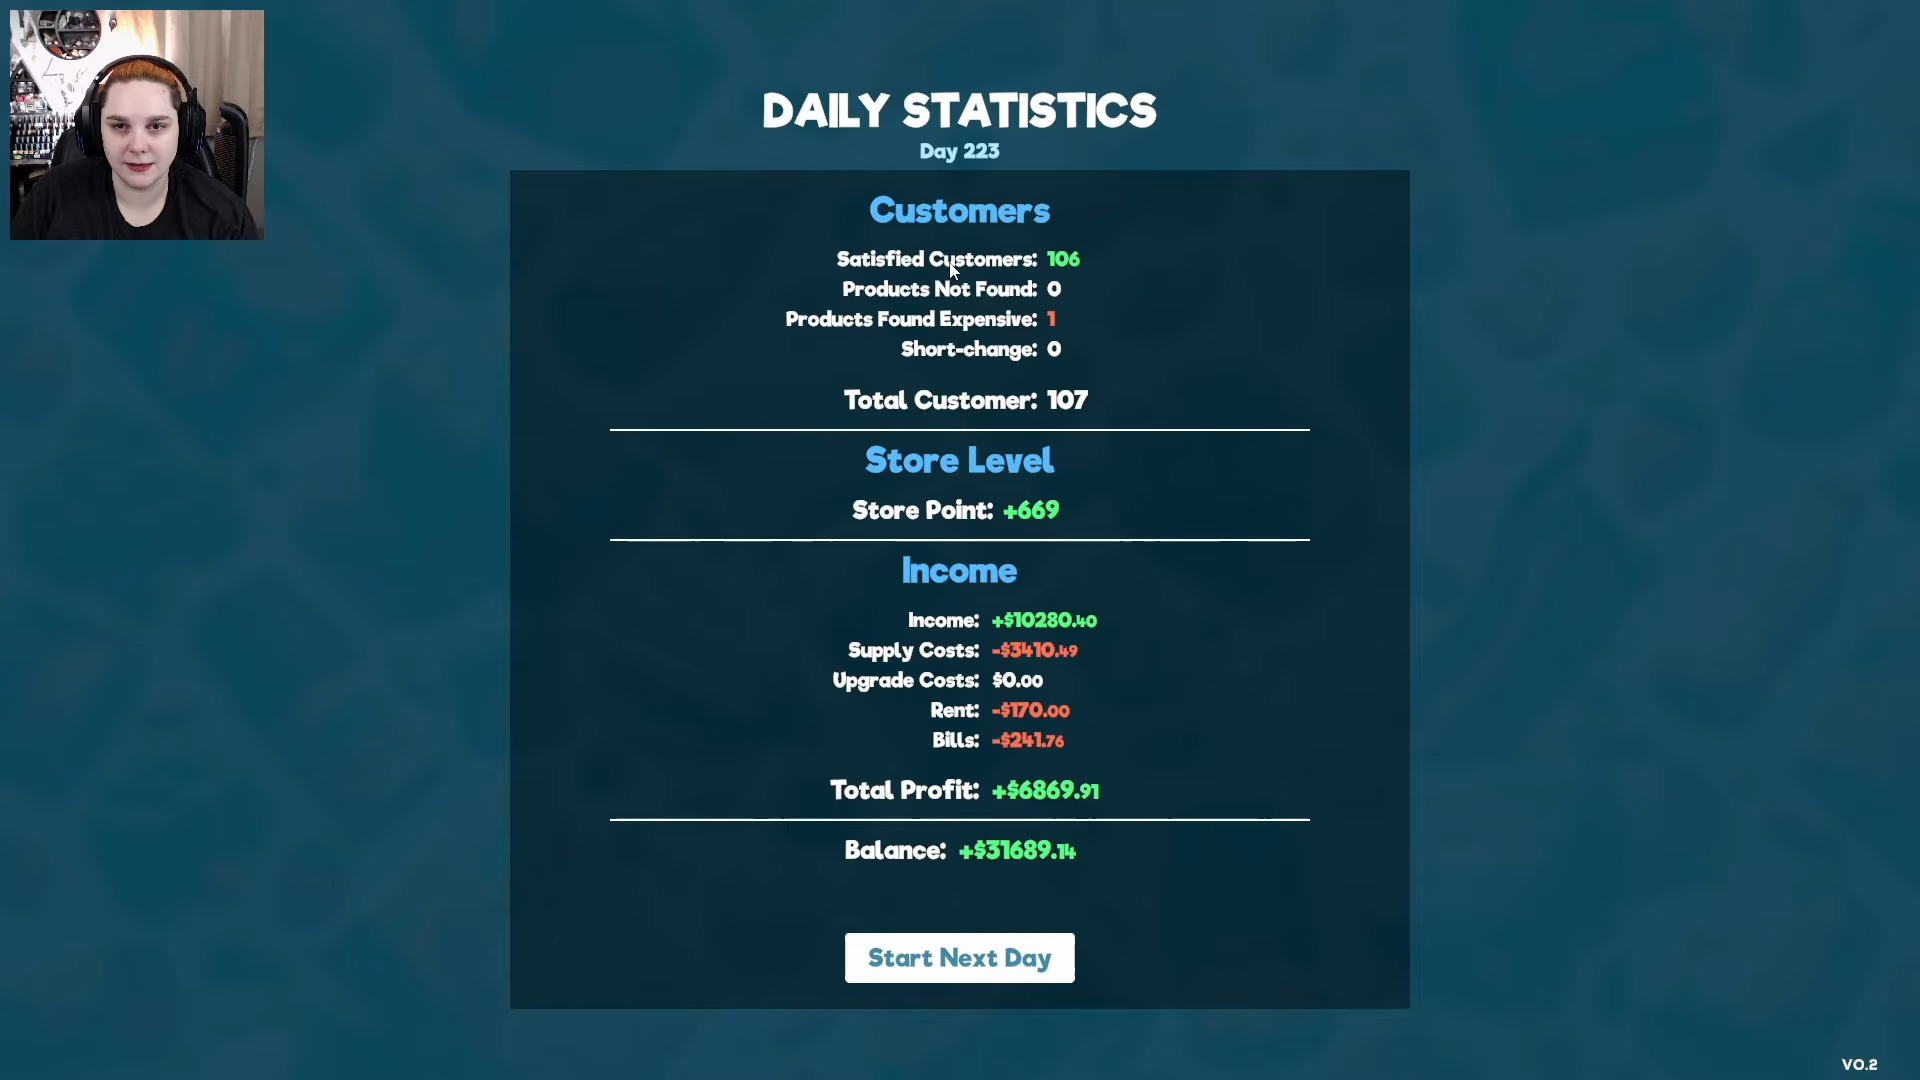 DAILY STATISTICS
Day 223
Customers
Satisfied Customers: 106
Products Not Found: 0
Products Found Expensive: 1
Short-change: 0
Total Customer: 107
Store Level
Store Point: +669
Income
Income: +$10280.40
Supply Costs: -$3410.49
Upgrade Costs: $0.00
Rent: -$170.00
Bills: -$241.76
Total Profit: +$6869.91
Balance: +$31689.14
Start Next Day
V0.2